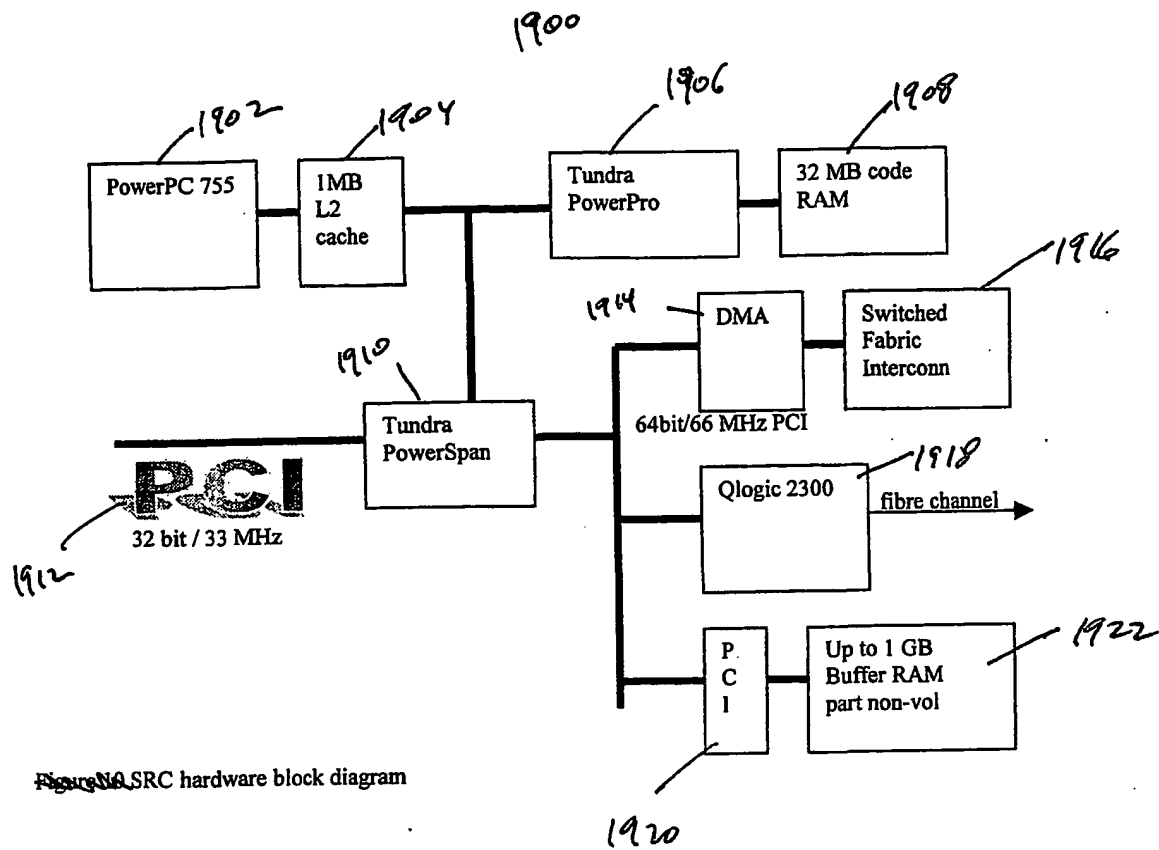 1900
1902
1904
1906
1908
PowerPC 755
1MB
L2
cache
Tundra
PowerPro
32 MB code
RAM
1916
1914
DMA
Switched
Fabric
Interconn
1910
Tundra
PowerSpan
64bit/66 MHz PCI
PCI
32 bit / 33 MHz
1912
1918
Qlogic 2300
fibre channel
P
C
I
Up to 1 GB
Buffer RAM
part non-vol
1922
SRC hardware block diagram
1920